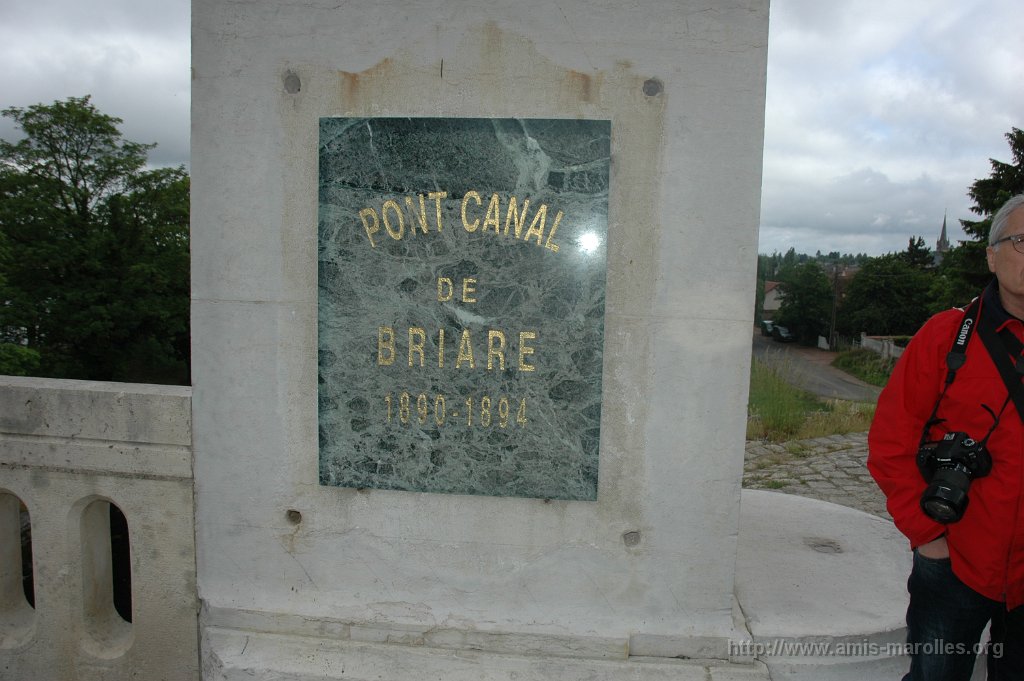 PONT CANAL
DE
BRIARE
1890-1894
Canon
http://www.amis-marolles.org